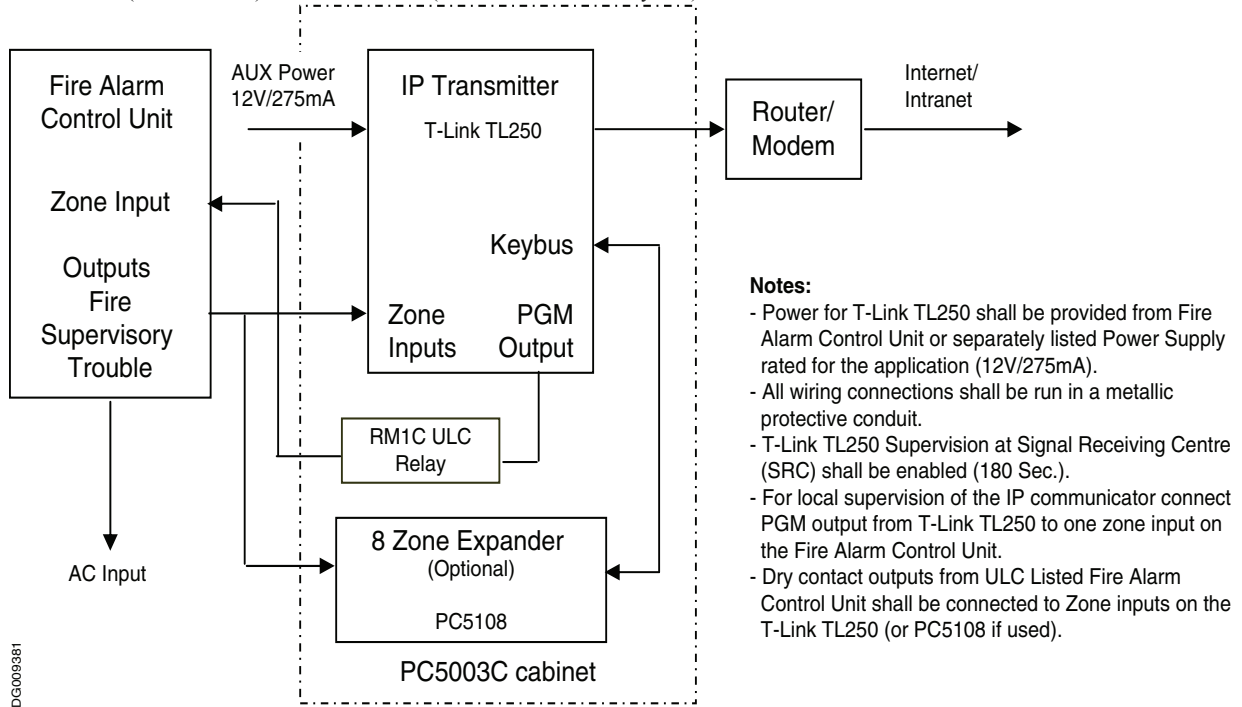 Fire Alarm
Control Unit
Zone Input
Outputs
Fire
Supervisory
Trouble
AC Input
AUX Power
12V/275mA
IP Transmitter
T-Link TL250
Keybus
Zone
Inputs
PGM
Output
RM1C ULC
Relay
8 Zone Expander
(Optional)
PC5108
PC5003C cabinet
Router/
Modem
Internet/
Intranet
Notes:
- Power for T-Link TL250 shall be provided from Fire
Alarm Control Unit or separately listed Power Supply
rated for the application (12V/275mA).
- All wiring connections shall be run in a metallic
protective conduit.
- T-Link TL250 Supervision at Signal Receiving Centre
(SRC) shall be enabled (180 Sec.).
- For local supervision of the IP communicator connect
PGM output from T-Link TL250 to one zone input on
the Fire Alarm Control Unit.
- Dry contact outputs from ULC Listed Fire Alarm
Control Unit shall be connected to Zone inputs on the
T-Link TL250 (or PC5108 if used).
DG009381